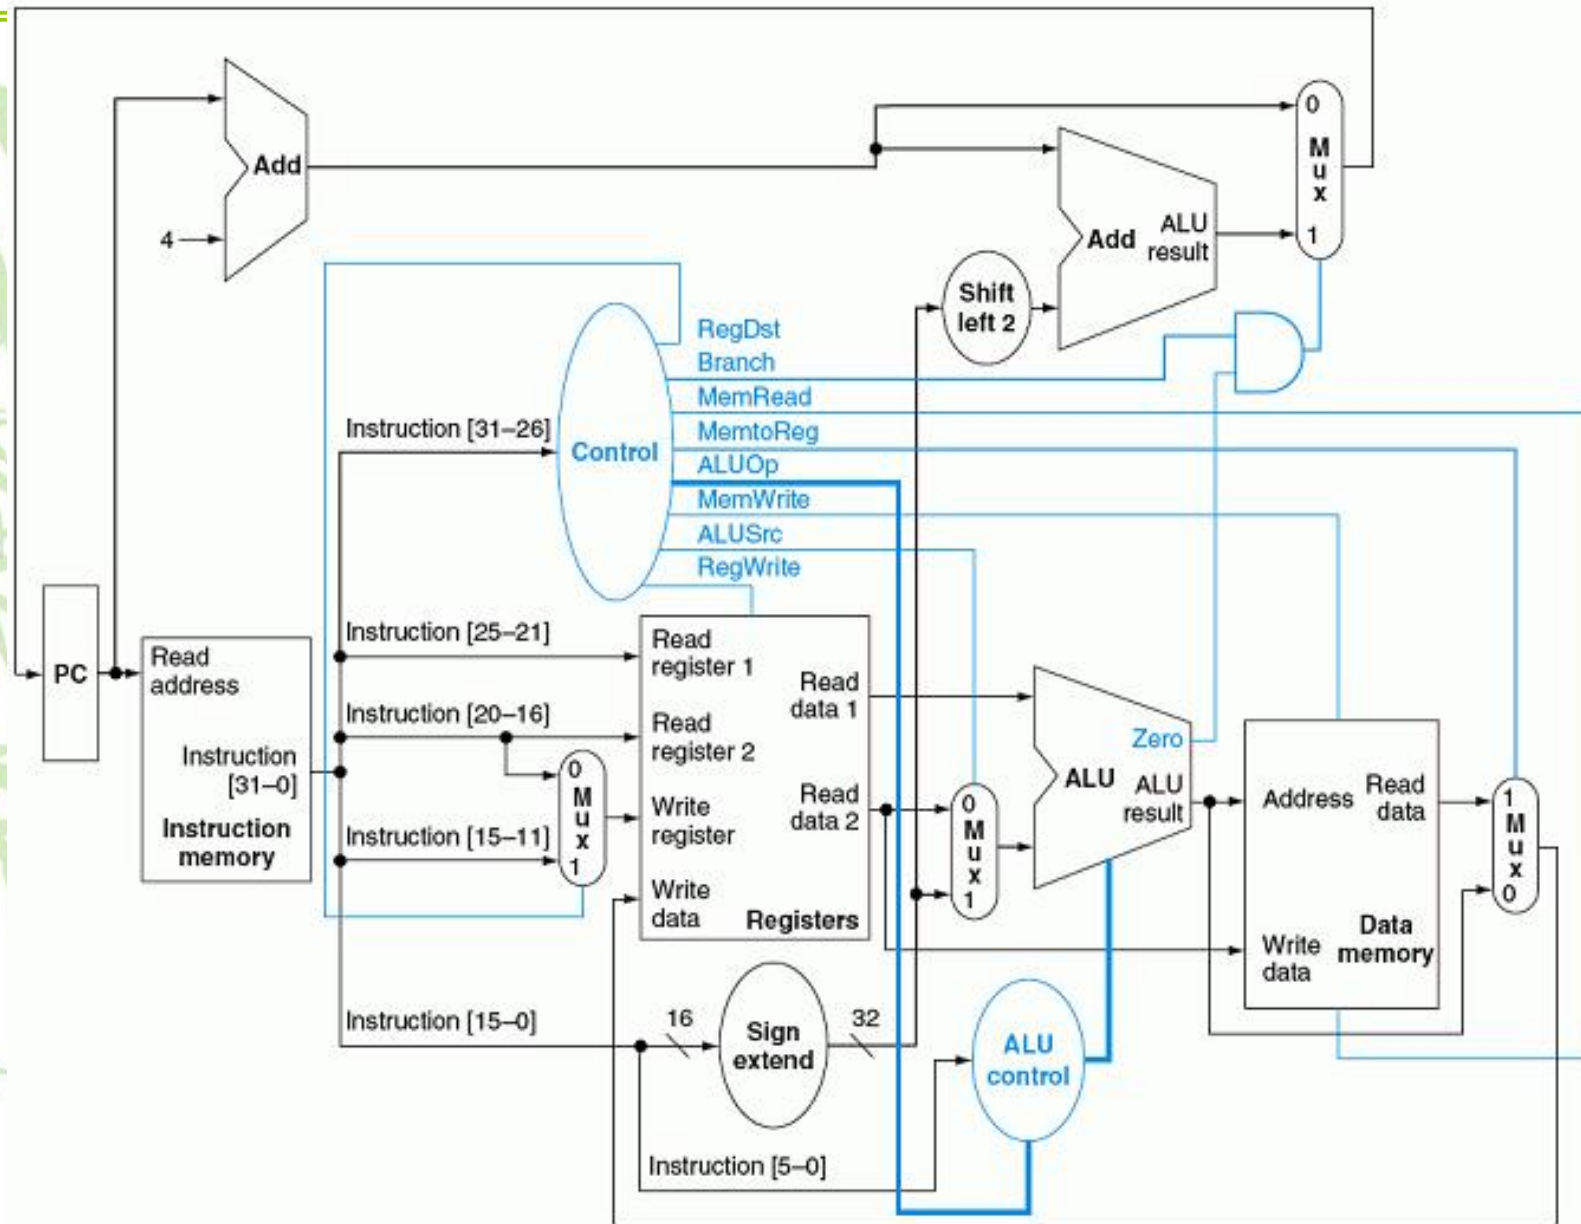 Add
4
0
Mux
1
Add
ALU
result
Shift
left 2
RegDst
Branch
MemRead
MemtoReg
ALUOp
MemWrite
ALUSrc
RegWrite
Control
Instruction [31–26]
Instruction [25–21]
Instruction [20–16]
Instruction [15–11]
Instruction [15–0]
Instruction [5–0]
PC
Read
address
Instruction
[31–0]
Instruction
memory
0
Mux
1
Read
register 1
Read
register 2
Write
register
Write
data
Read
data 1
Read
data 2
Registers
0
Mux
1
Zero
ALU
ALU
result
Address
Read
data
Write
data
Data
memory
1
Mux
0
16
Sign
extend
32
ALU
control